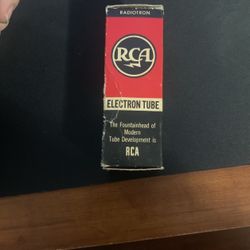 RADIOTRON
RCA
ELECTRON TUBE
The Fountainhead of
Modern
Tube Development is
RCA